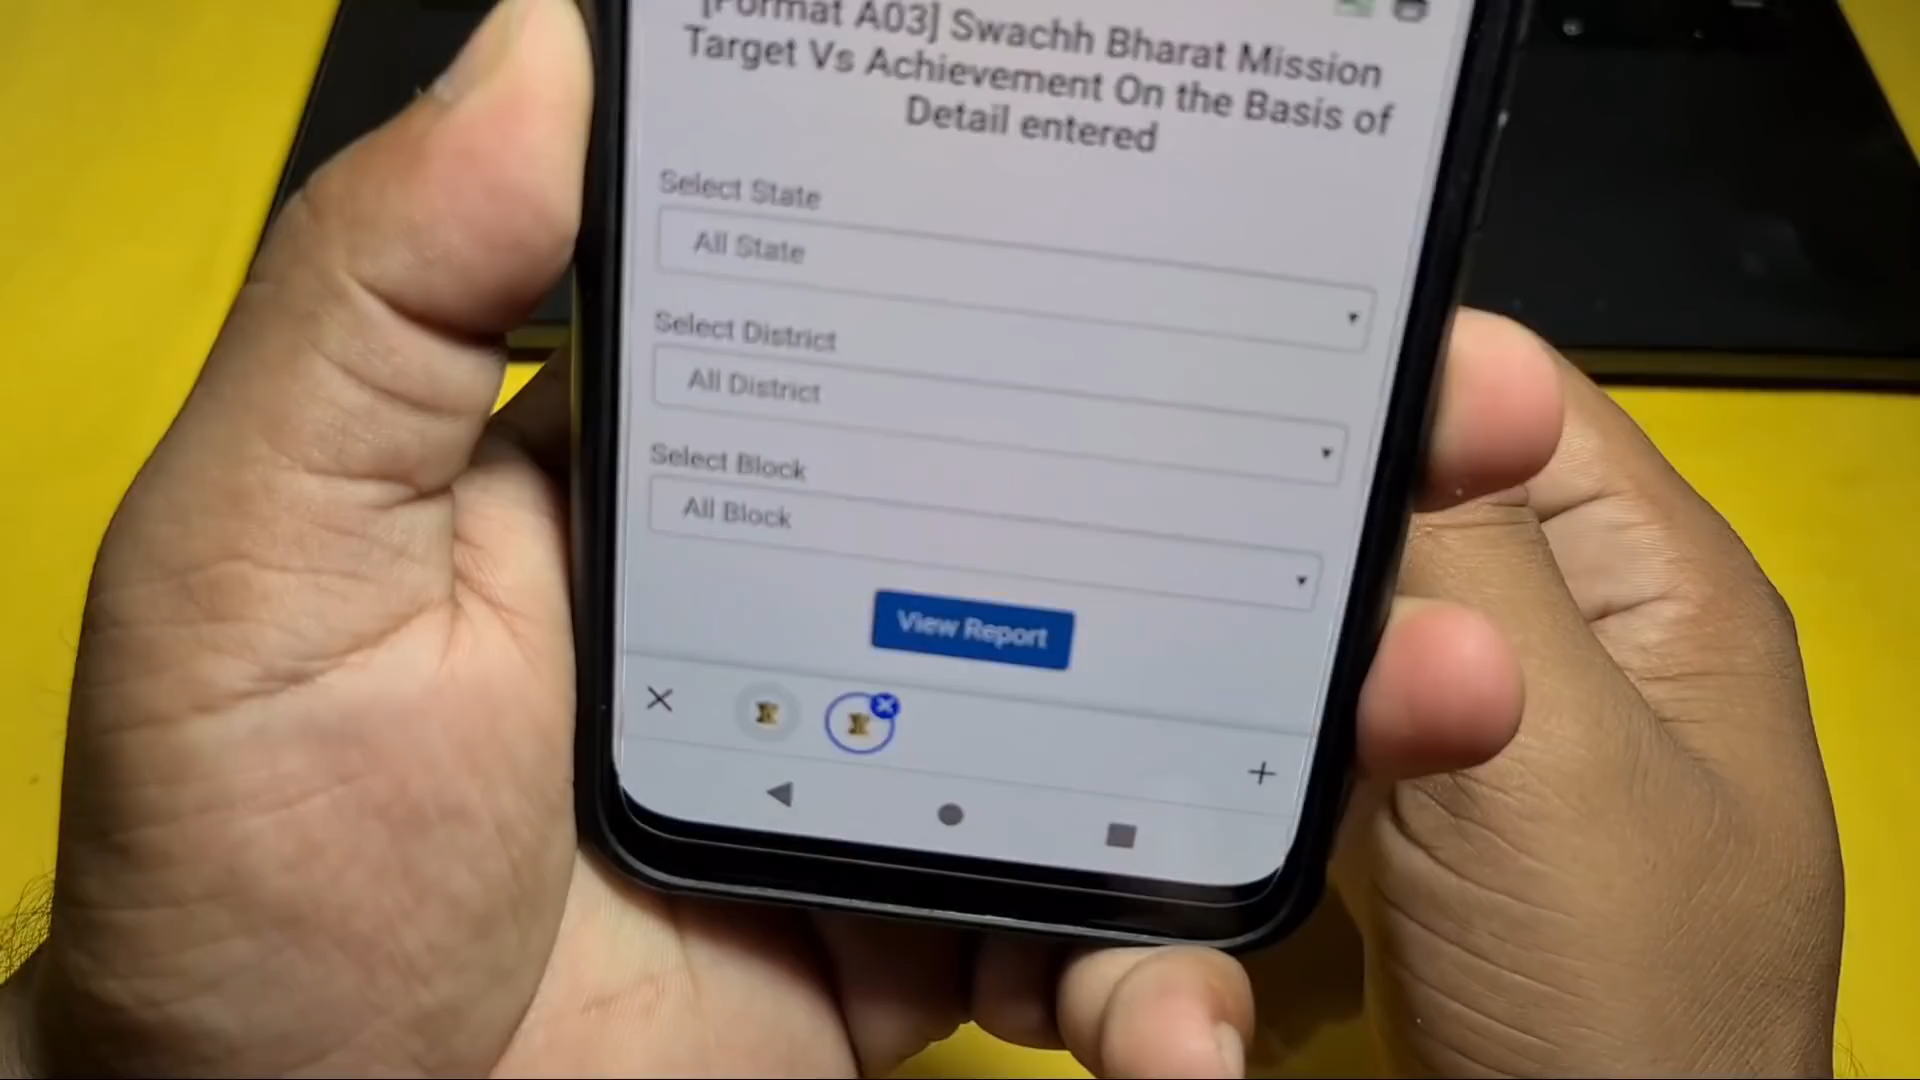 [Format A03] Swachh Bharat Mission
Target Vs Achievement On the Basis of
Detail entered
Select State
All State
Select District
All District
Select Block
All Block
View Report